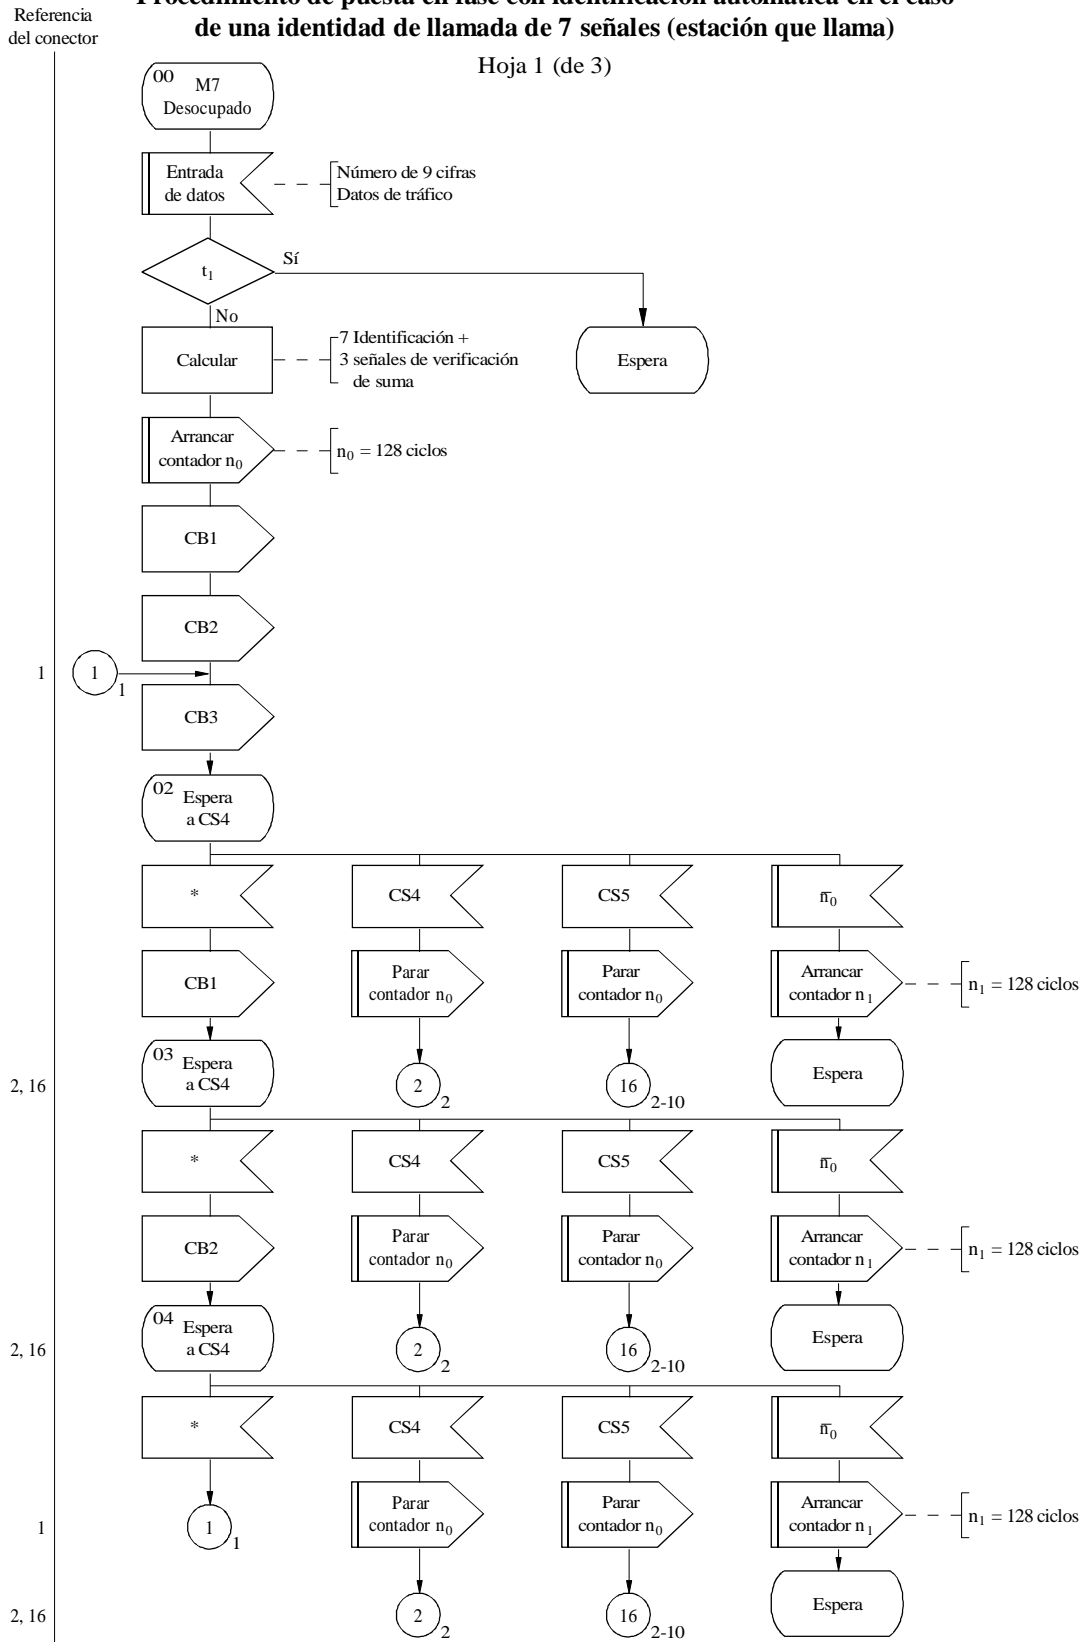 Procedimiento de puesta en fase con identificación automática en el caso
de una identidad de llamada de 7 señales (estación que llama)
Hoja 1 (de 3)
Referencia
del conector
00
M7
Desocupado
Entrada
de datos
Número de 9 cifras
Datos de tráfico
t1
Sí
No
Calcular
7 Identificación +
3 señales de verificación
de suma
Espera
Arrancar
contador n0
n0 = 128 ciclos
CB1
CB2
1
1
1
CB3
02
Espera
a CS4
*
CS4
CS5
n̅0
CB1
Parar
contador n0
Parar
contador n0
Arrancar
contador n1
n1 = 128 ciclos
03
Espera
a CS4
2, 16
2
2
16
2-10
Espera
*
CS4
CS5
n̅0
CB2
Parar
contador n0
Parar
contador n0
Arrancar
contador n1
n1 = 128 ciclos
04
Espera
a CS4
2, 16
2
2
16
2-10
Espera
*
CS4
CS5
n̅0
1
1
1
Parar
contador n0
Parar
contador n0
Arrancar
contador n1
n1 = 128 ciclos
2, 16
2
2
16
2-10
Espera